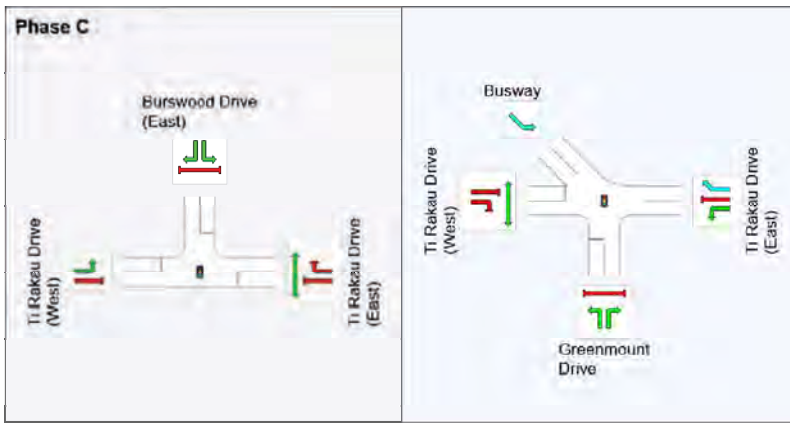 Phase C
Burswood Drive
(East)
Ti Rakau Drive
(West)
Ti Rakau Drive
(East)
Busway
Ti Rakau Drive
(West)
Ti Rakau Drive
(East)
Greenmount
Drive